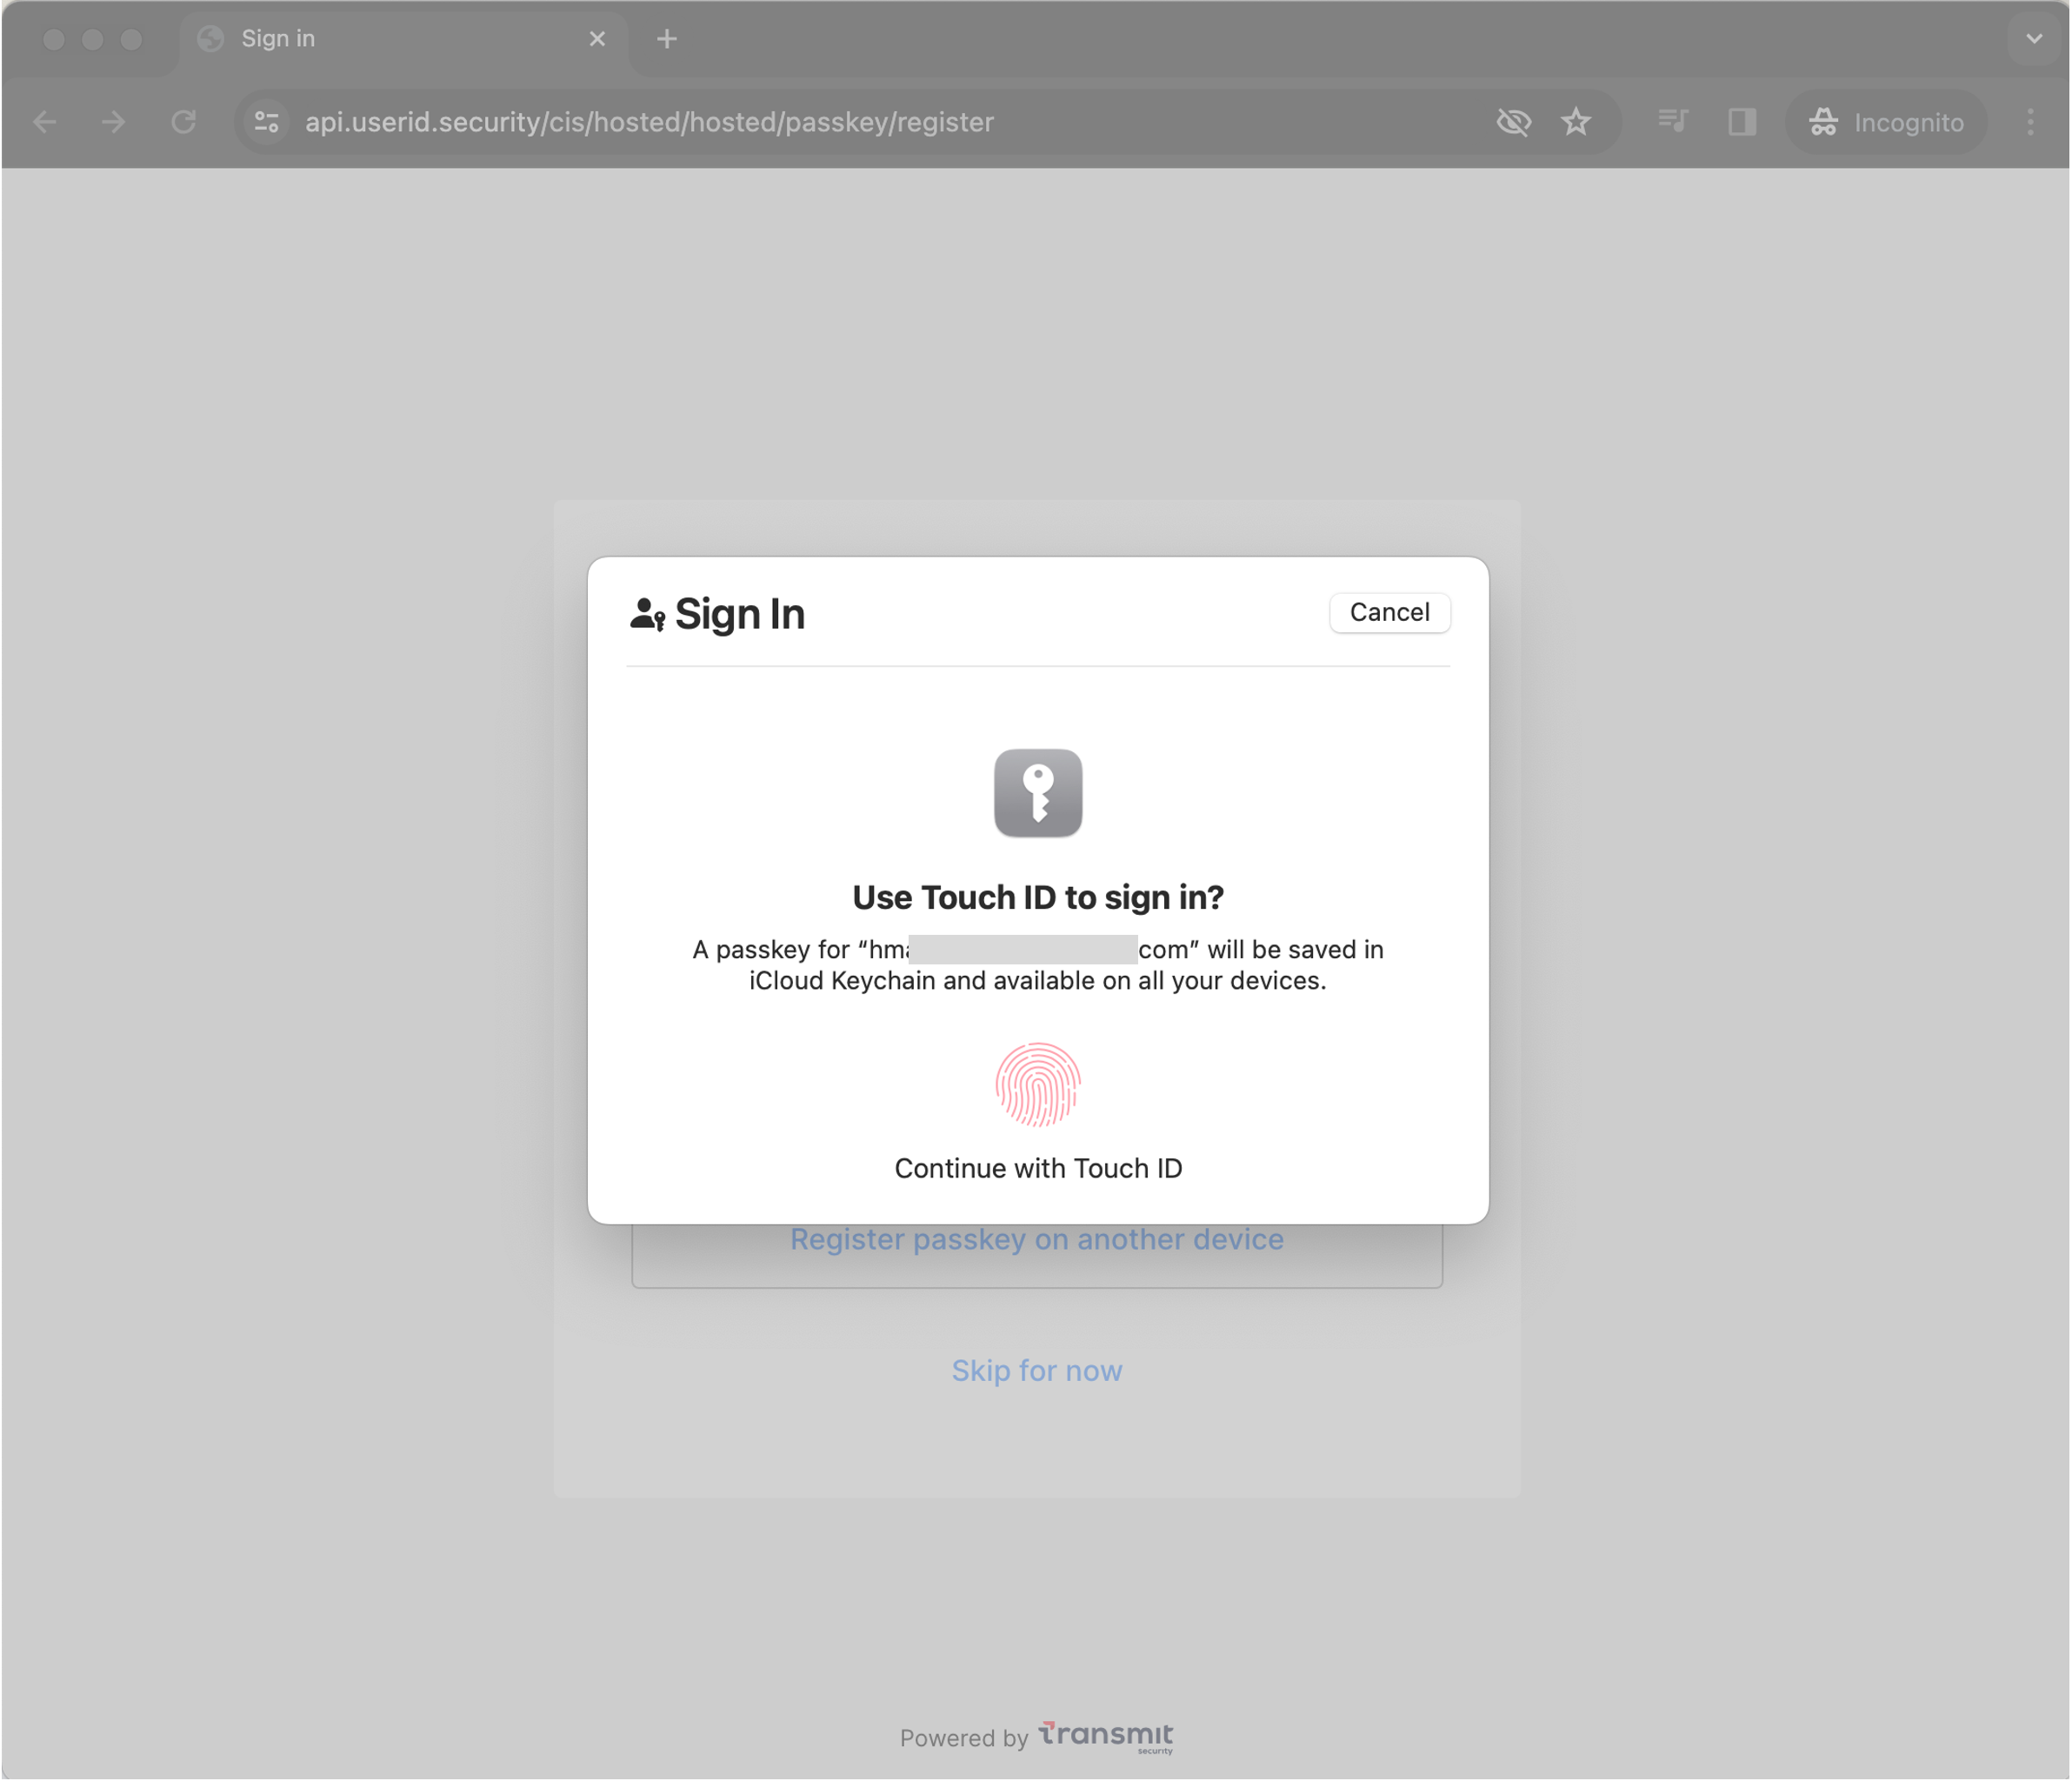 Sign in
api.userid.security/cis/hosted/hosted/passkey/register
Incognito
Sign In
Cancel
Use Touch ID to sign in?
A passkey for “hma com” will be saved in
iCloud Keychain and available on all your devices.
Continue with Touch ID
Register passkey on another device
Skip for now
Powered by Transmit
security